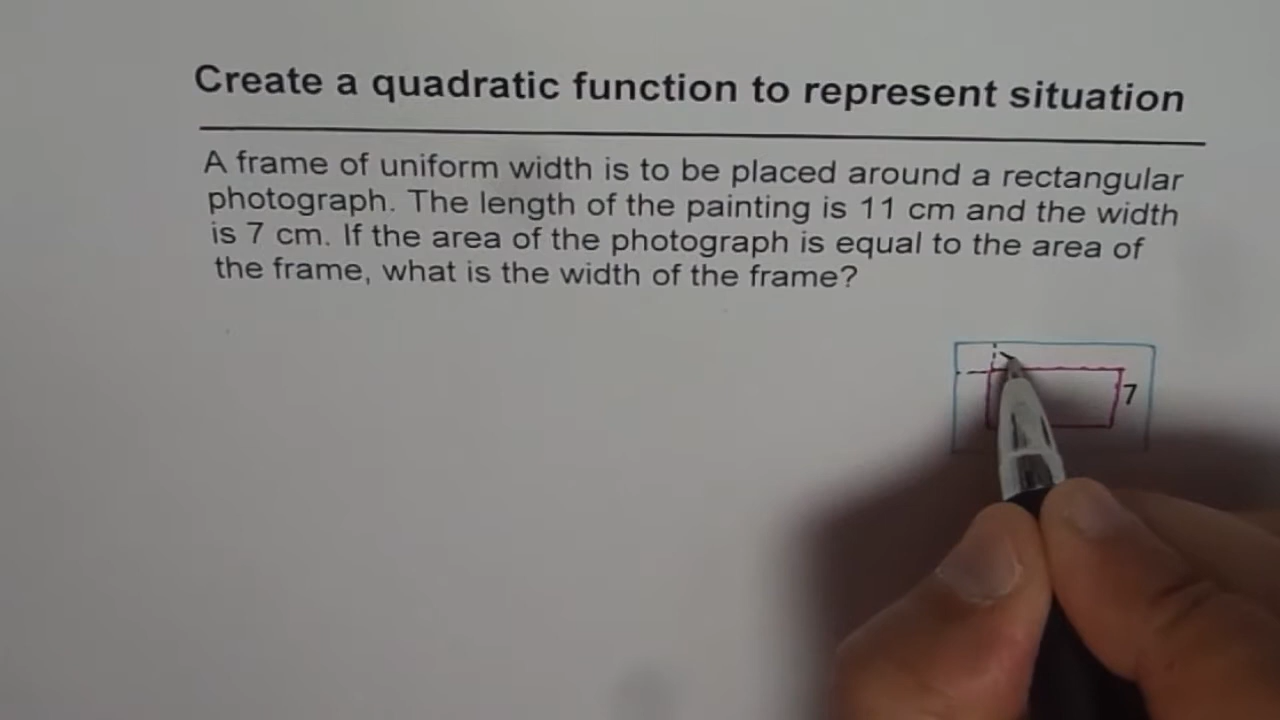 Create a quadratic function to represent situation
A frame of uniform width is to be placed around a rectangular
photograph. The length of the painting is 11 cm and the width
is 7 cm. If the area of the photograph is equal to the area of
the frame, what is the width of the frame?
7